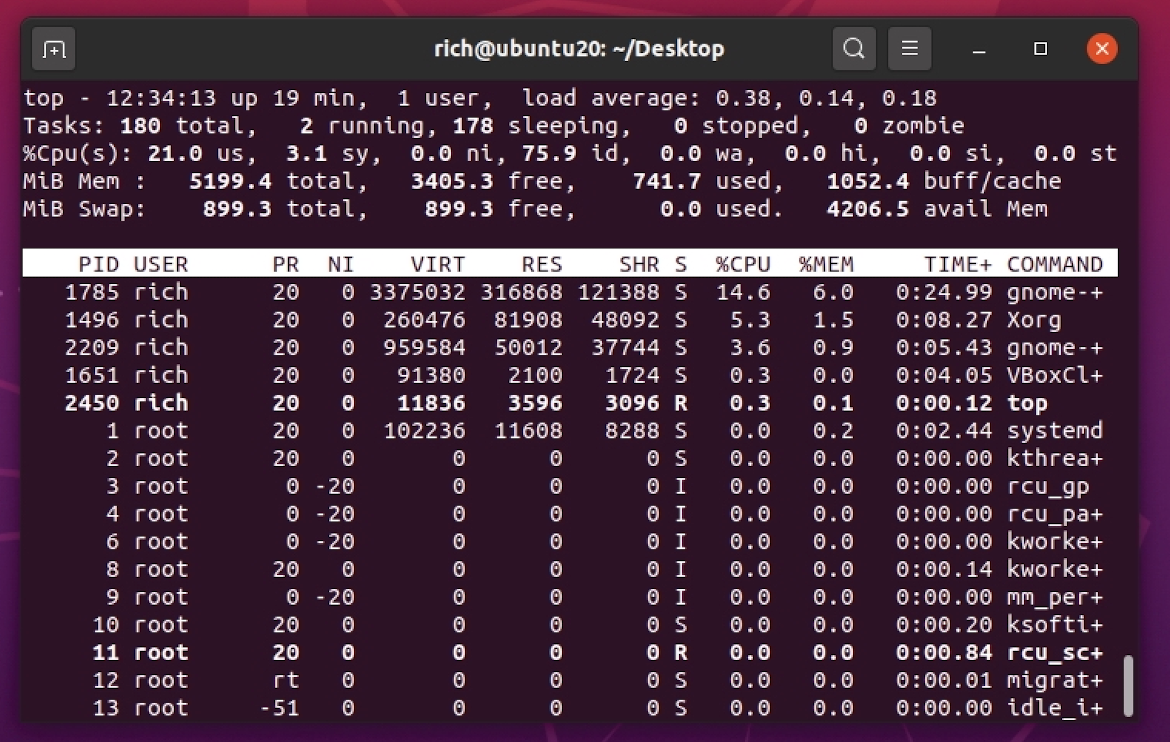 rich@ubuntu20: ~/Desktop
top - 12:34:13 up 19 min,  1 user,  load average: 0.38, 0.14, 0.18
Tasks: 180 total,   2 running, 178 sleeping,   0 stopped,   0 zombie
%Cpu(s): 21.0 us,  3.1 sy,  0.0 ni, 75.9 id,  0.0 wa,  0.0 hi,  0.0 si,  0.0 st
MiB Mem :   5199.4 total,   3405.3 free,    741.7 used,   1052.4 buff/cache
MiB Swap:    899.3 total,    899.3 free,      0.0 used.   4206.5 avail Mem
    PID USER      PR  NI    VIRT    RES    SHR S  %CPU  %MEM     TIME+ COMMAND
   1785 rich      20   0 3375032 316868 121388 S  14.6   6.0   0:24.99 gnome-+
   1496 rich      20   0  260476  81908  48092 S   5.3   1.5   0:08.27 Xorg
   2209 rich      20   0  959584  50012  37744 S   3.6   0.9   0:05.43 gnome-+
   1651 rich      20   0   91380   2100   1724 S   0.3   0.0   0:04.05 VBoxCl+
   2450 rich      20   0   11836   3596   3096 R   0.3   0.1   0:00.12 top
      1 root      20   0  102236  11608   8288 S   0.0   0.2   0:02.44 systemd
      2 root      20   0       0      0      0 S   0.0   0.0   0:00.00 kthrea+
      3 root       0 -20       0      0      0 I   0.0   0.0   0:00.00 rcu_gp
      4 root       0 -20       0      0      0 I   0.0   0.0   0:00.00 rcu_pa+
      6 root       0 -20       0      0      0 I   0.0   0.0   0:00.00 kworke+
      8 root      20   0       0      0      0 I   0.0   0.0   0:00.14 kworke+
      9 root       0 -20       0      0      0 I   0.0   0.0   0:00.00 mm_per+
     10 root      20   0       0      0      0 S   0.0   0.0   0:00.20 ksofti+
     11 root      20   0       0      0      0 R   0.0   0.0   0:00.84 rcu_sc+
     12 root      rt   0       0      0      0 S   0.0   0.0   0:00.01 migrat+
     13 root     -51   0       0      0      0 S   0.0   0.0   0:00.00 idle_i+